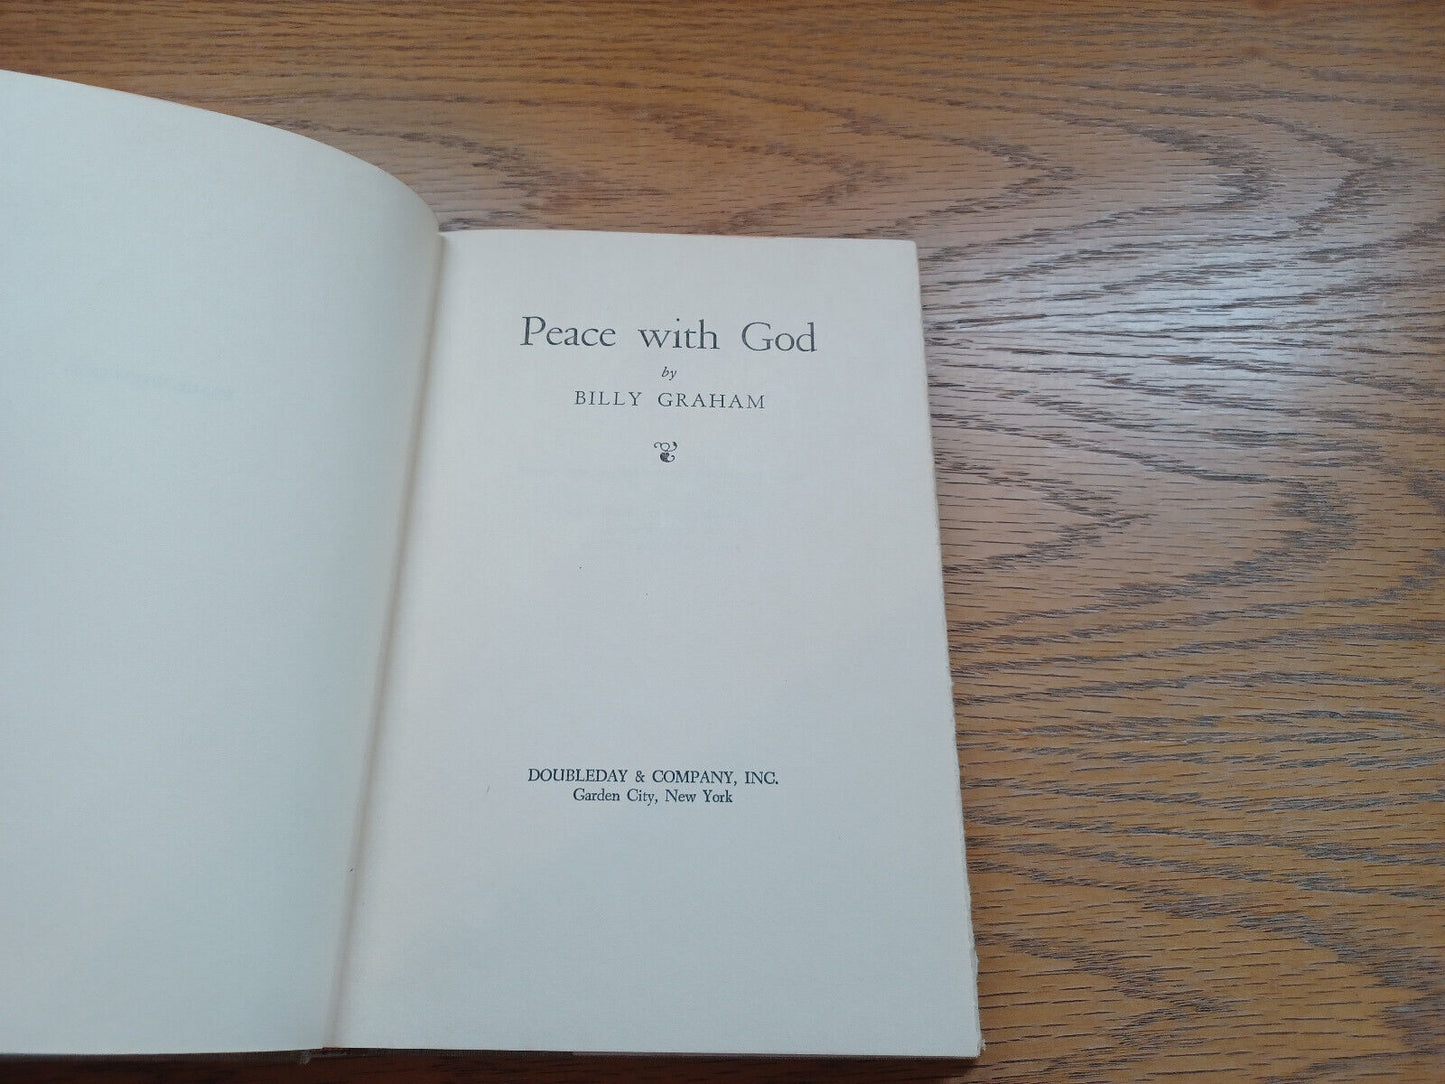 Peace with God
by
BILLY GRAHAM
DOUBLEDAY & COMPANY, INC.
Garden City, New York